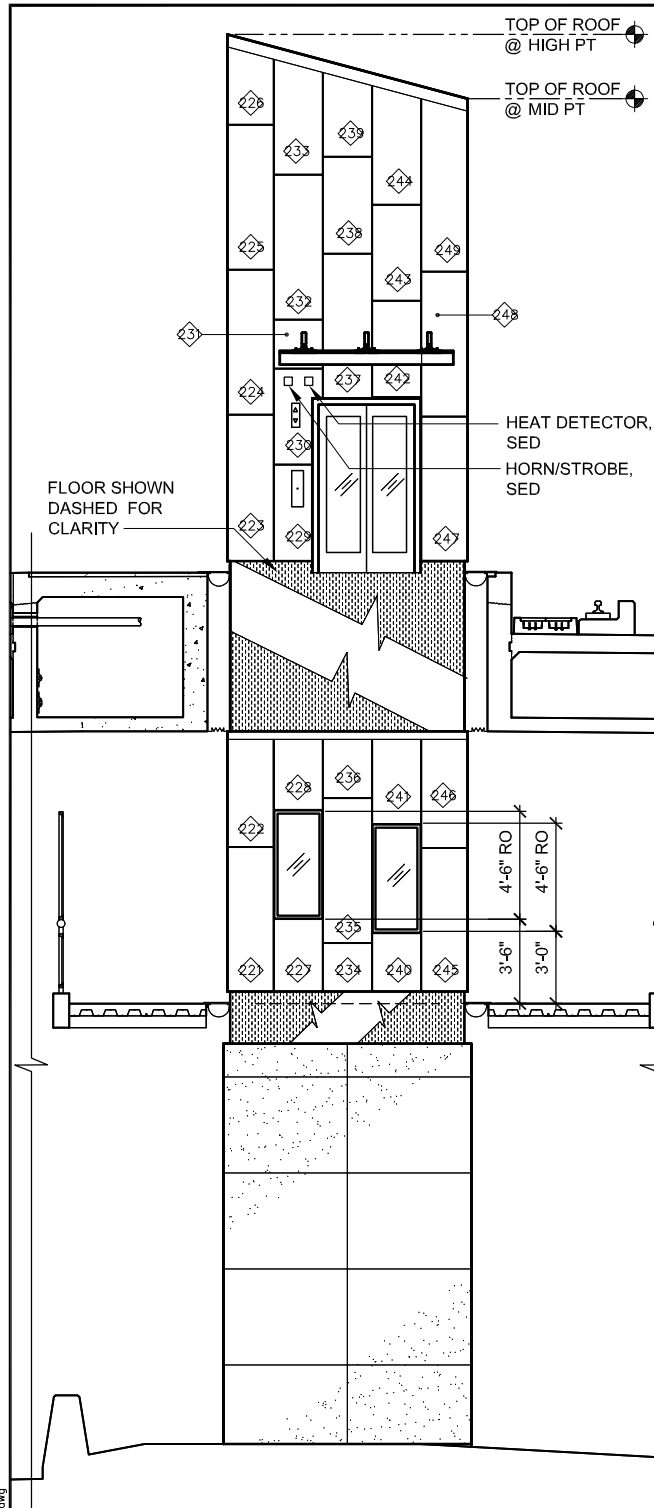 TOP OF ROOF
@ HIGH PT
TOP OF ROOF
@ MID PT
226
239
233
244
225
238
249
243
232
248
231
237
242
224
HEAT DETECTOR,
SED
230
HORN/STROBE,
SED
FLOOR SHOWN
DASHED FOR
CLARITY
223
229
247
228
236
241
246
222
4'-6" RO
4'-6" RO
235
221
227
234
240
245
3'-6"
3'-0"
dwg